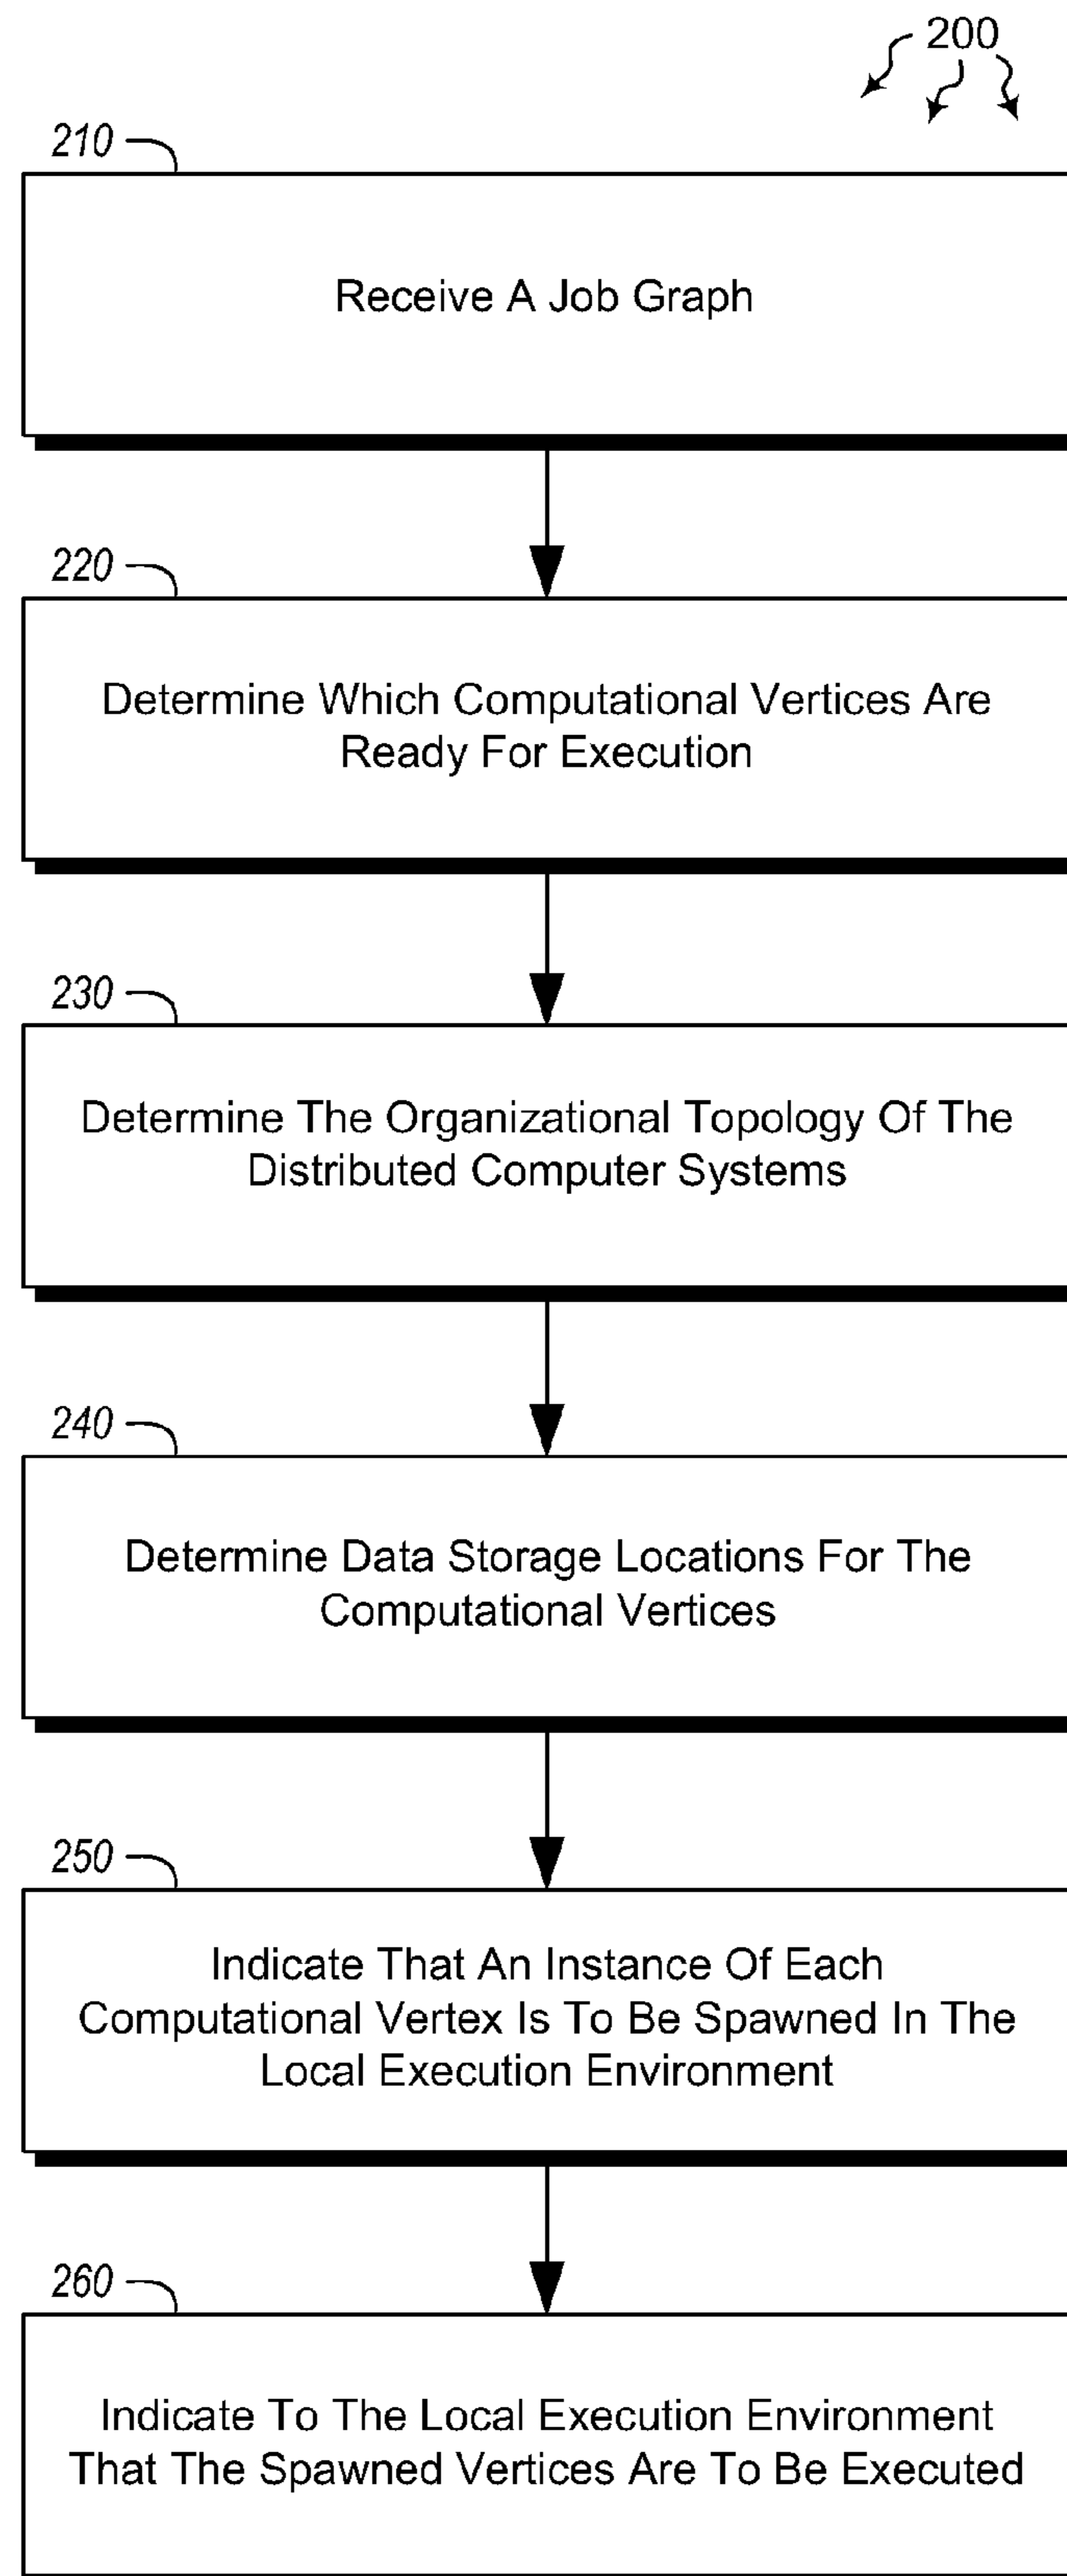 200
210
Receive A Job Graph
220
Determine Which Computational Vertices Are
Ready For Execution
230
Determine The Organizational Topology Of The
Distributed Computer Systems
240
Determine Data Storage Locations For The
Computational Vertices
250
Indicate That An Instance Of Each
Computational Vertex Is To Be Spawned In The
Local Execution Environment
260
Indicate To The Local Execution Environment
That The Spawned Vertices Are To Be Executed